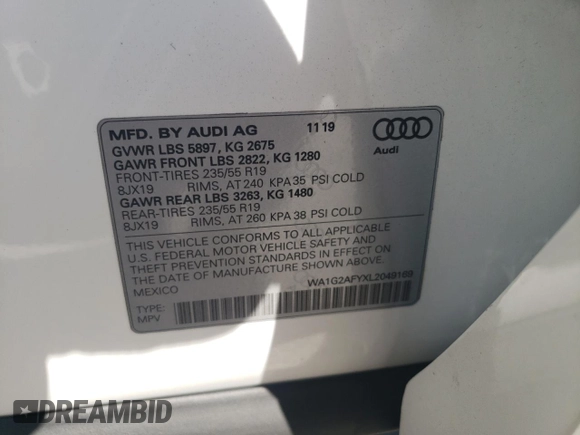 MFD. BY AUDI AG 11 19
GVWR LBS 5897, KG 2675
GAWR FRONT LBS 2822, KG 1280
FRONT-TIRES 235/55 R19
8JX19 RIMS, AT 240 KPA 35 PSI COLD
GAWR REAR LBS 3263, KG 1480
REAR-TIRES 235/55 R19
8JX19 RIMS, AT 260 KPA 38 PSI COLD
Audi
THIS VEHICLE CONFORMS TO ALL APPLICABLE
U.S. FEDERAL MOTOR VEHICLE SAFETY AND
THEFT PREVENTION STANDARDS IN EFFECT ON
THE DATE OF MANUFACTURE SHOWN ABOVE
MEXICO
WA1G2AFYXL2049169
TYPE:
MPV
DREAMBID